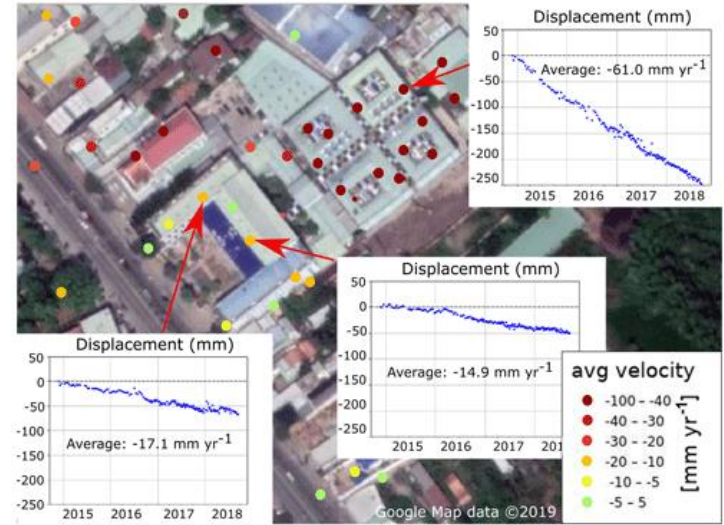 Displacement (mm)
50
0
-50
-100
-150
-200
-250
Average: -61.0 mm yr-1
2015 2016 2017 2018
Displacement (mm)
50
0
-50
-100
-150
-200
-250
Average: -14.9 mm yr-1
2015 2016 2017
Displacement (mm)
50
0
-50
-100
-150
-200
-250
Average: -17.1 mm yr-1
2015 2016 2017 2018
avg velocity
-100 - -40
-40 - -30
-30 - -20
-20 - -10
-10 - -5
-5 - 5
[mm yr-1]
Google Map data ©2019